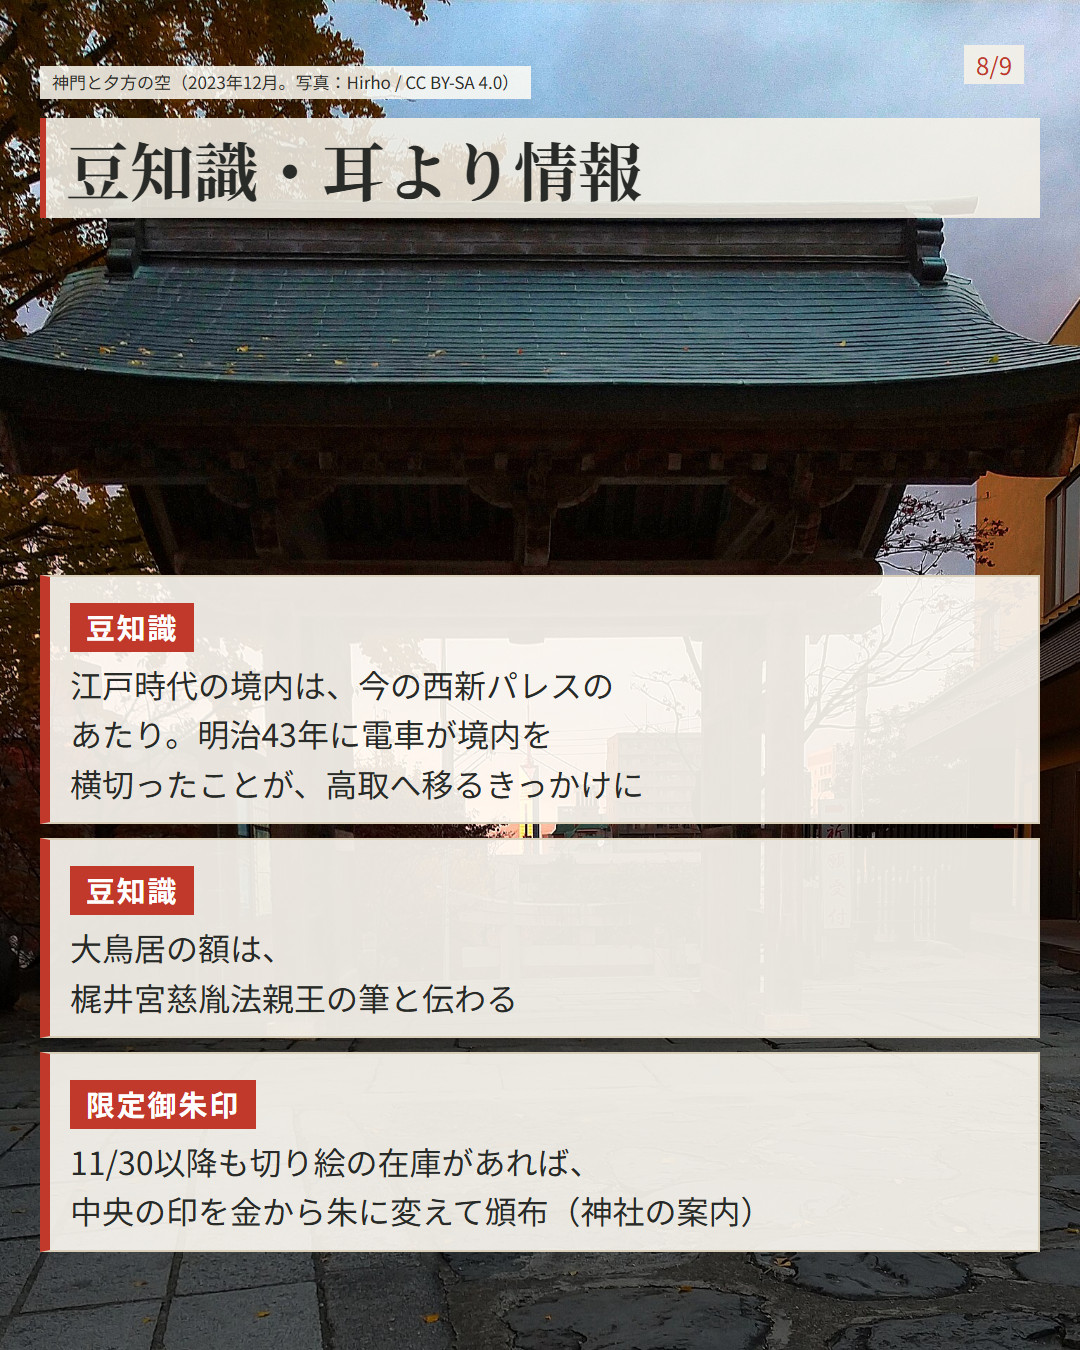 神門と夕方の空（2023年12月。写真：Hirho / CC BY-SA 4.0）
8/9
豆知識・耳より情報
豆知識
江戸時代の境内は、今の西新パレスの
あたり。明治43年に電車が境内を
横切ったことが、高取へ移るきっかけに
豆知識
大鳥居の額は、
梶井宮慈胤法親王の筆と伝わる
限定御朱印
11/30以降も切り絵の在庫があれば、
中央の印を金から朱に変えて頒布（神社の案内）